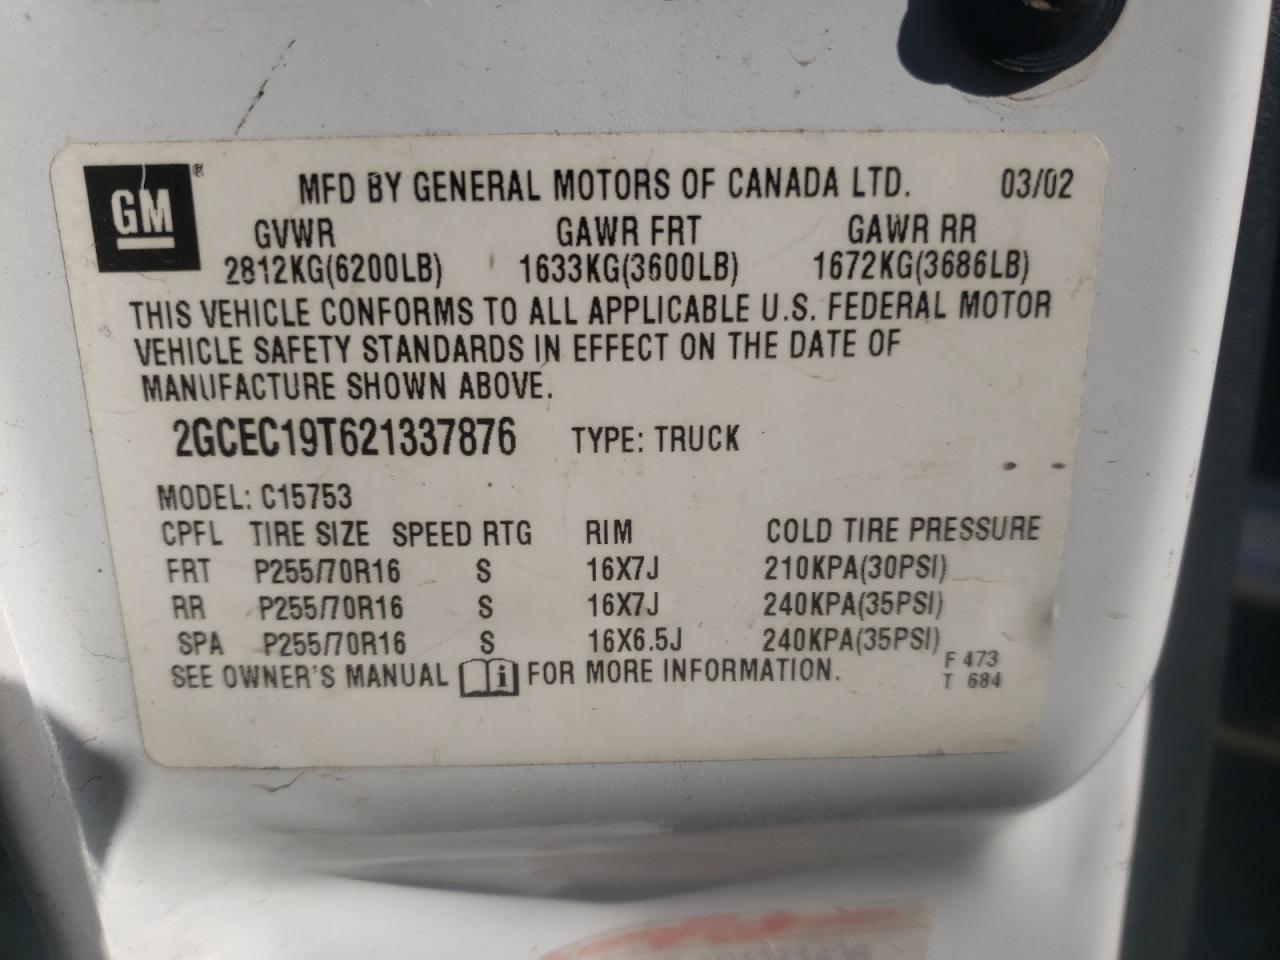 GM ® MFD BY GENERAL MOTORS OF CANADA LTD. 03/02
GVWR GAWR FRT GAWR RR
2812KG(6200LB) 1633KG(3600LB) 1672KG(3686LB)
THIS VEHICLE CONFORMS TO ALL APPLICABLE U.S. FEDERAL MOTOR
VEHICLE SAFETY STANDARDS IN EFFECT ON THE DATE OF
MANUFACTURE SHOWN ABOVE.
2GCEC19T621337876 TYPE: TRUCK
MODEL: C15753
CPFL TIRE SIZE SPEED RTG RIM COLD TIRE PRESSURE
FRT P255/70R16 S 16X7J 210KPA(30PSI)
RR P255/70R16 S 16X7J 240KPA(35PSI)
SPA P255/70R16 S 16X6.5J 240KPA(35PSI)
SEE OWNER'S MANUAL i FOR MORE INFORMATION.
F 473
T 684